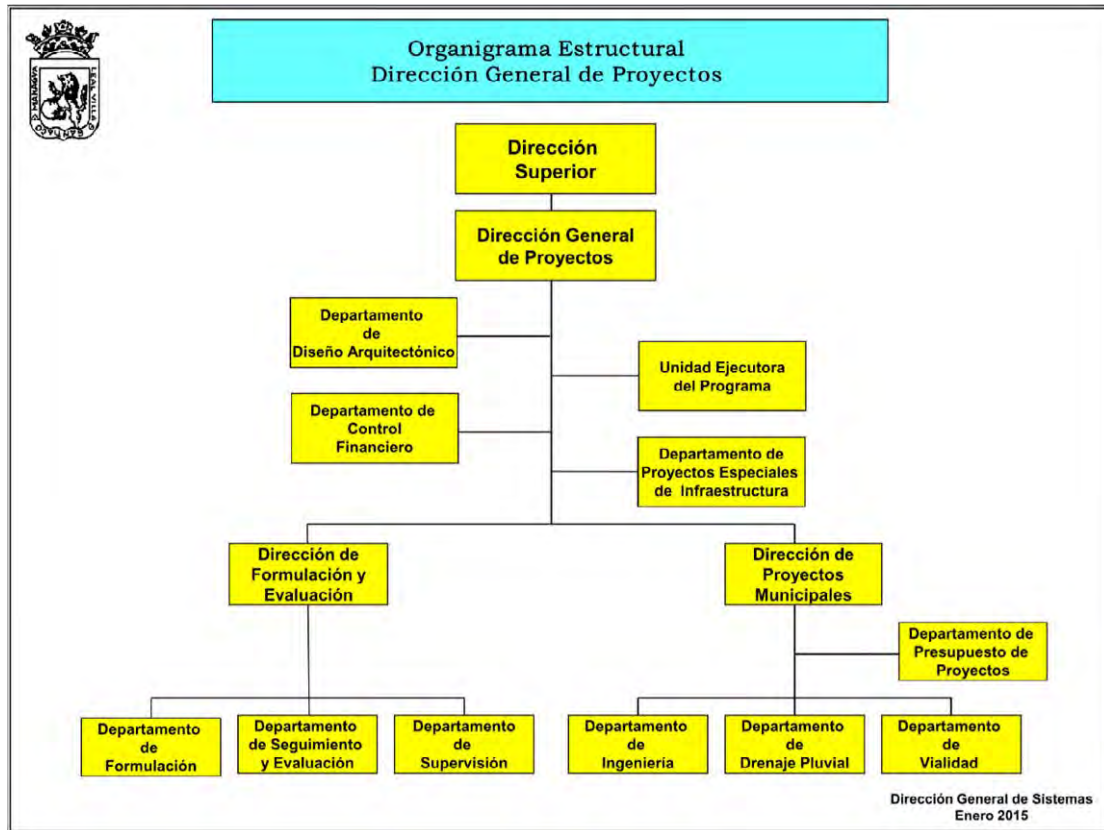 Organigrama Estructural
Dirección General de Proyectos
Dirección
Superior
Dirección General
de Proyectos
Departamento
de
Diseño Arquitectónico
Unidad Ejecutora
del Programa
Departamento de
Control
Financiero
Departamento de
Proyectos Especiales
de Infraestructura
Dirección de
Formulación y
Evaluación
Dirección de
Proyectos
Municipales
Departamento de
Presupuesto de
Proyectos
Departamento
de
Formulación
Departamento
de Seguimiento
y Evaluación
Departamento
de
Supervisión
Departamento
de
Ingeniería
Departamento
de
Drenaje Pluvial
Departamento
de
Vialidad
Dirección General de Sistemas
Enero 2015